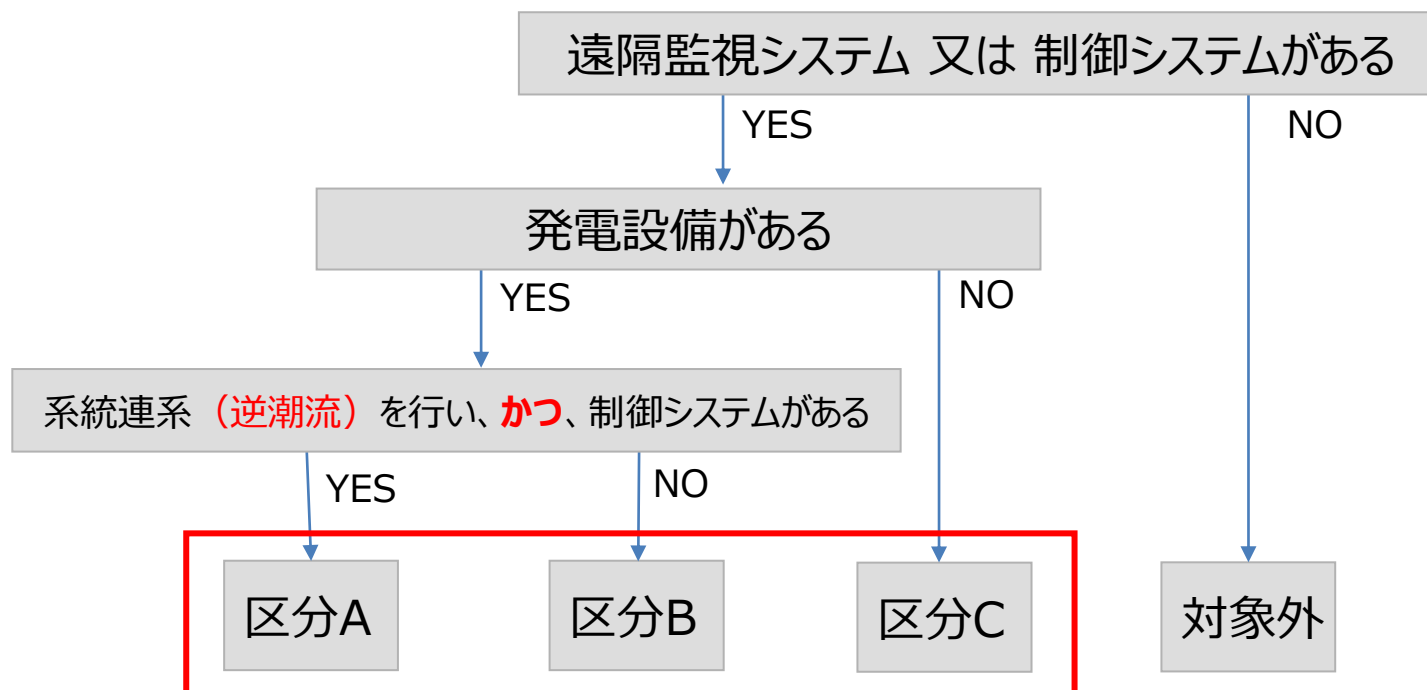 遠隔監視システム 又は 制御システムがある
YES
NO
発電設備がある
YES
NO
系統連系（逆潮流）を行い、かつ、制御システムがある
YES
NO
区分A
区分B
区分C
対象外